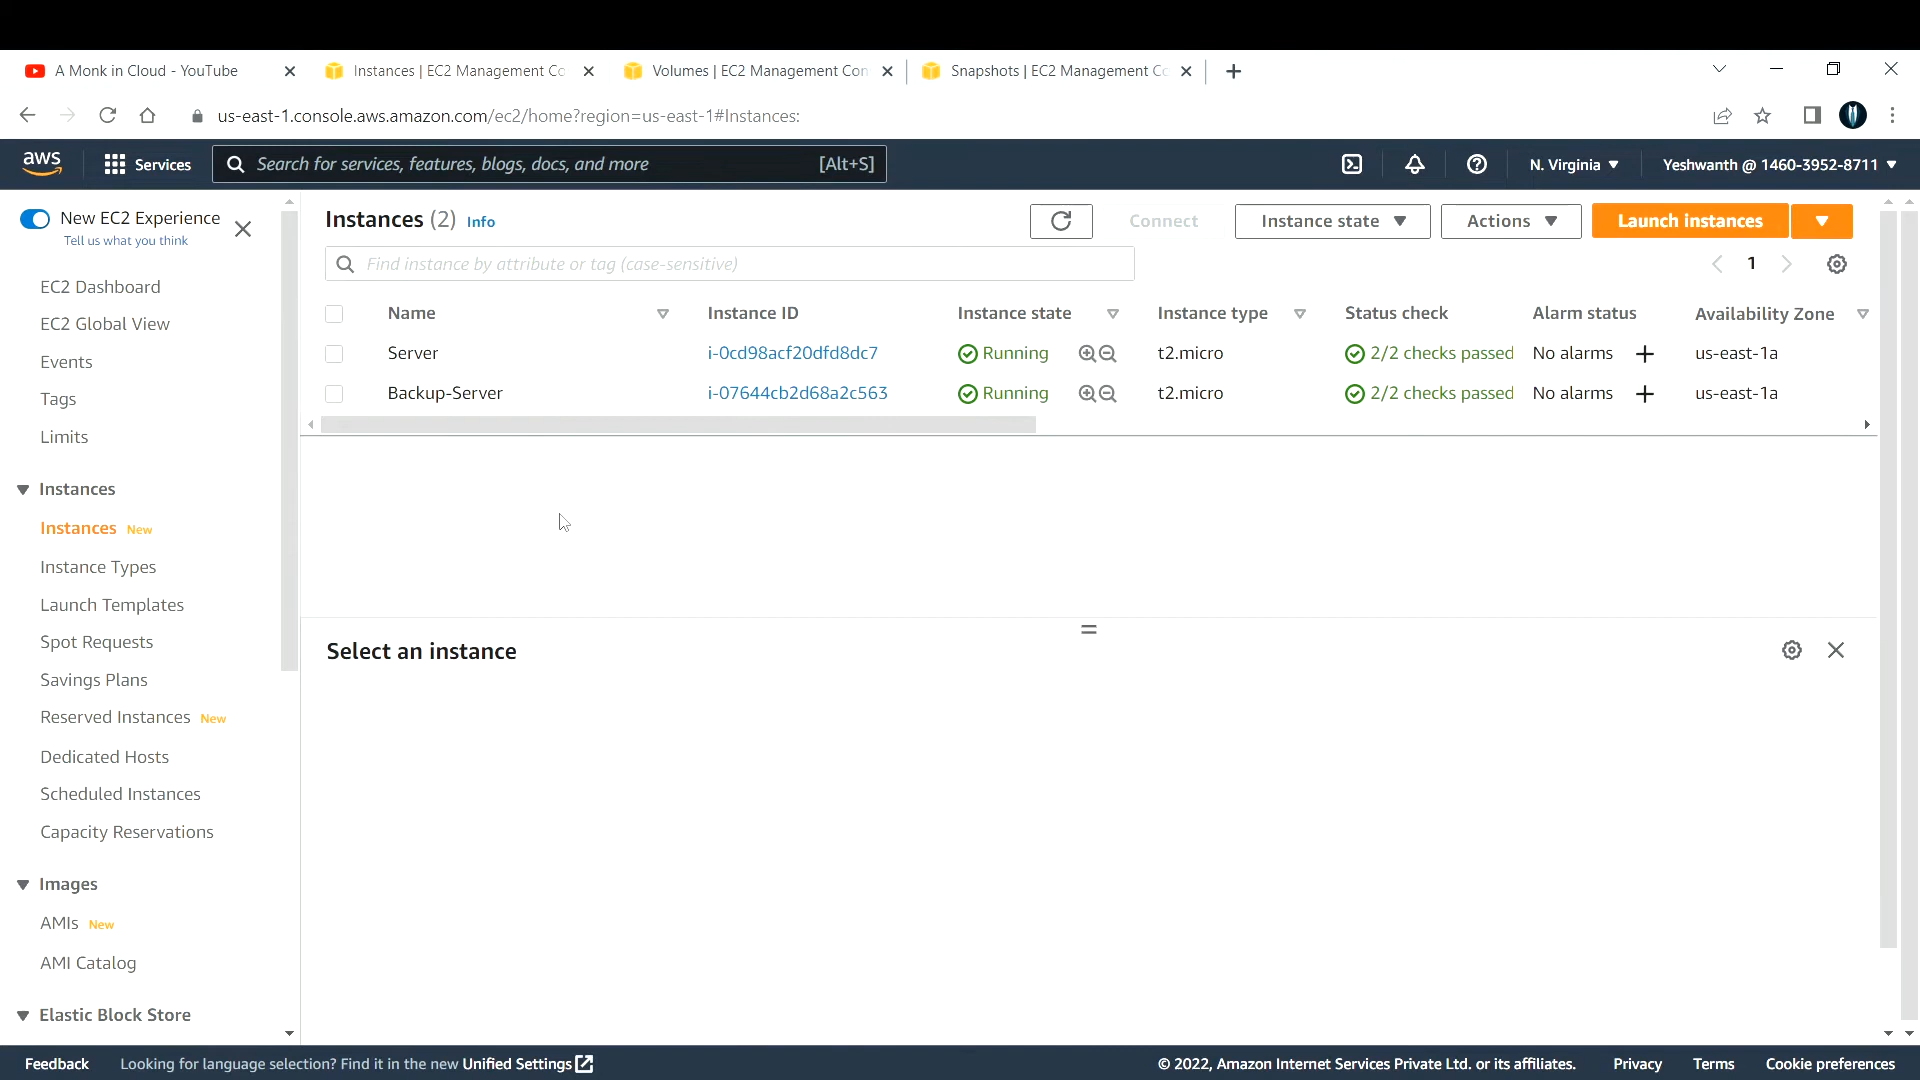 A Monk in Cloud - YouTube
Instances | EC2 Management Co
Volumes | EC2 Management Con
Snapshots | EC2 Management Co
us-east-1.console.aws.amazon.com/ec2/home?region=us-east-1#Instances:
aws
Services
Search for services, features, blogs, docs, and more [Alt+S]
N. Virginia
Yeshwanth @ 1460-3952-8711
New EC2 Experience
Tell us what you think
EC2 Dashboard
EC2 Global View
Events
Tags
Limits
Instances
Instances New
Instance Types
Launch Templates
Spot Requests
Savings Plans
Reserved Instances New
Dedicated Hosts
Scheduled Instances
Capacity Reservations
Images
AMIs New
AMI Catalog
Elastic Block Store
Instances (2) Info
Connect
Instance state
Actions
Launch instances
Find instance by attribute or tag (case-sensitive)
1
Name Instance ID Instance state Instance type Status check Alarm status Availability Zone
Server i-0cd98acf20dfd8dc7 Running t2.micro 2/2 checks passed No alarms + us-east-1a
Backup-Server i-07644cb2d68a2c563 Running t2.micro 2/2 checks passed No alarms + us-east-1a
Select an instance
Feedback
Looking for language selection? Find it in the new Unified Settings
© 2022, Amazon Internet Services Private Ltd. or its affiliates.
Privacy
Terms
Cookie preferences